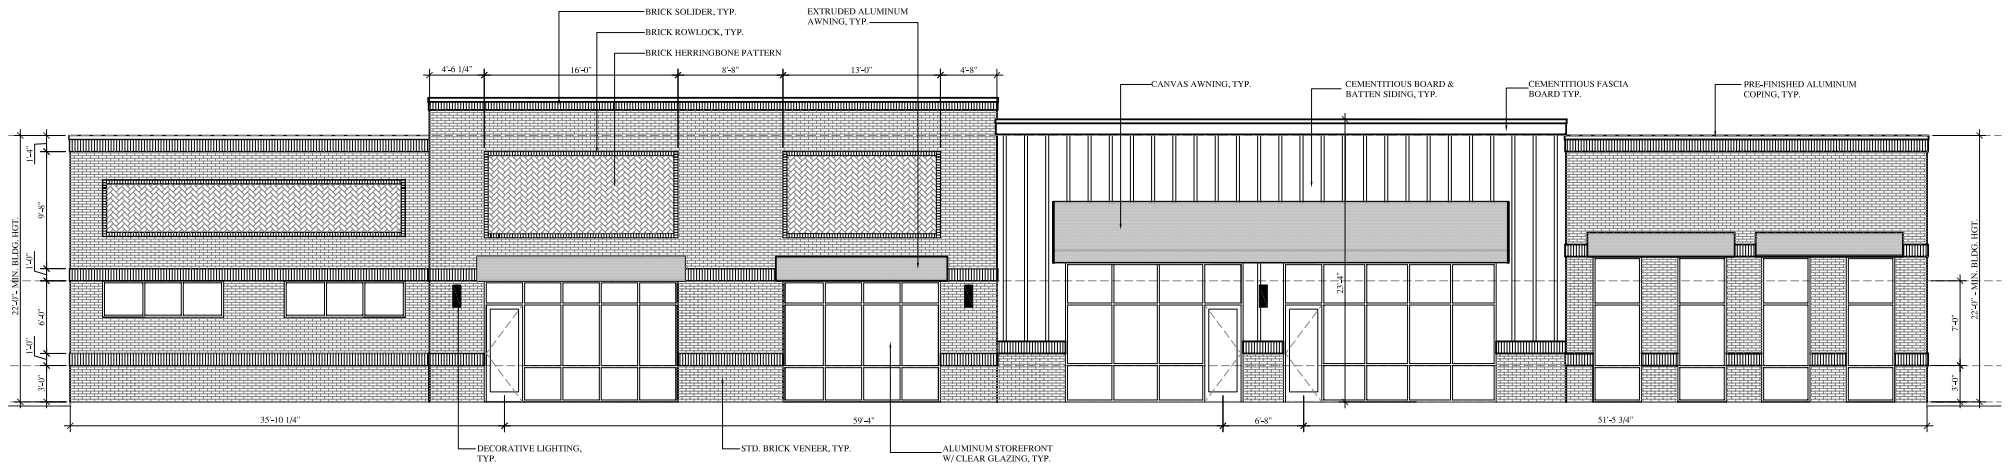 BRICK SOLIDER, TYP.
BRICK ROWLOCK, TYP.
BRICK HERRINGBONE PATTERN
EXTRUDED ALUMINUM
AWNING, TYP.
4'-6 1/4"
16'-0"
8'-8"
13'-0"
4'-8"
CANVAS AWNING, TYP.
CEMENTITIOUS BOARD &
BATTEN SIDING, TYP.
CEMENTITIOUS FASCIA
BOARD TYP.
PRE-FINISHED ALUMINUM
COPING, TYP.
22'-0" - MIN. BLDG. HGT.
1'-4"
9'-8"
1'-0"
6'-0"
1'-0"
3'-0"
23'-4"
7'-0"
3'-0"
22'-0" - MIN. BLDG. HGT.
35'-10 1/4"
59'-4"
6'-8"
51'-5 3/4"
DECORATIVE LIGHTING,
TYP.
STD. BRICK VENEER, TYP.
ALUMINUM STOREFRONT
W/ CLEAR GLAZING, TYP.